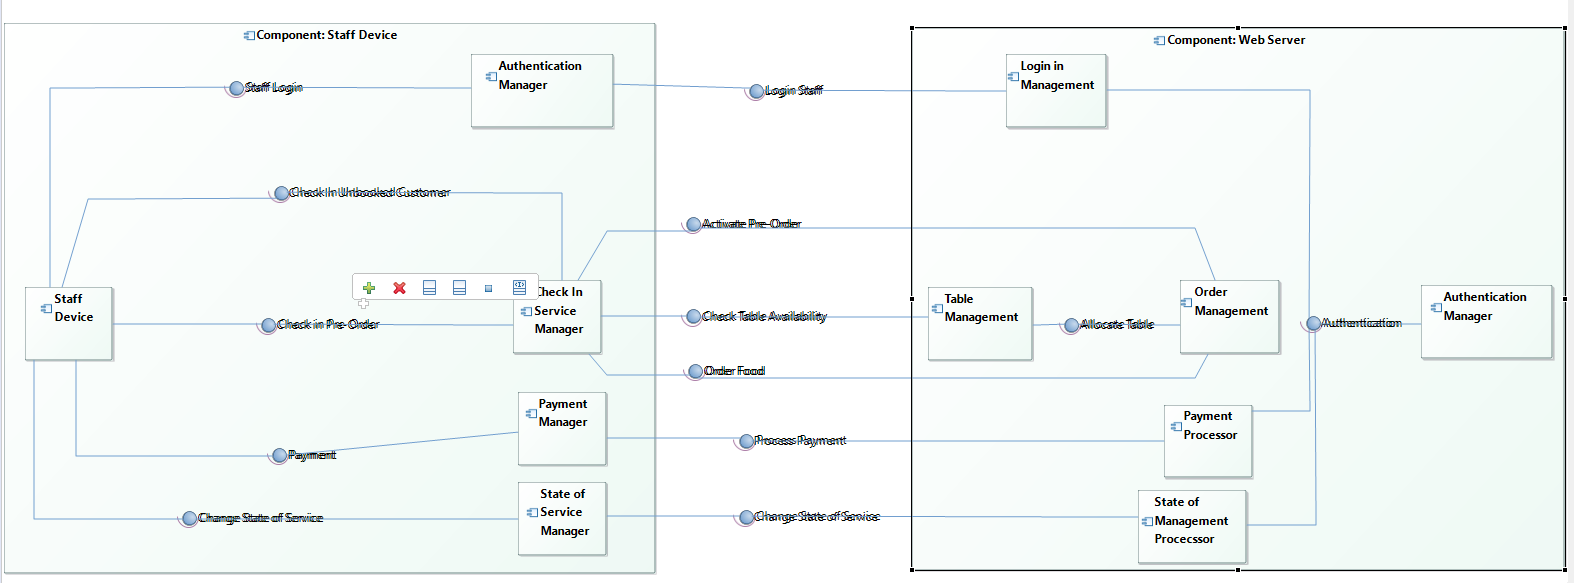 Component: Staff Device
Component: Web Server
Authentication
Manager
Staff Login
Login Staff
Login in
Management
Check In Unbooked Customer
Activate Pre-Order
Staff
Device
Check in Pre-Order
Check In
Service
Manager
Check Table Availability
Table
Management
Allocate Table
Order
Management
Authentication
Authentication
Manager
Order Food
Payment
Manager
Payment
Process Payment
Payment
Processor
Change State of Service
State of
Service
Manager
Change State of Service
State of
Management
Procecssor